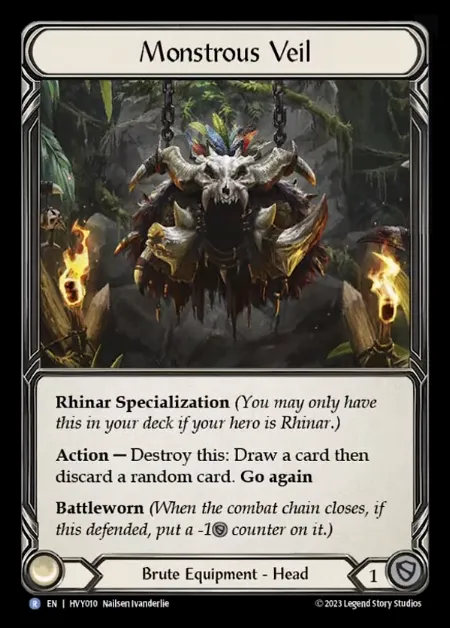 Monstrous Veil
Rhinar Specialization (You may only have
this in your deck if your hero is Rhinar.)
Action — Destroy this: Draw a card then
discard a random card. Go again
Battleworn (When the combat chain closes, if
this defended, put a -1 counter on it.)
Brute Equipment - Head
1
R EN | HVY010 Nailsen Ivanderlie
© 2023 Legend Story Studios